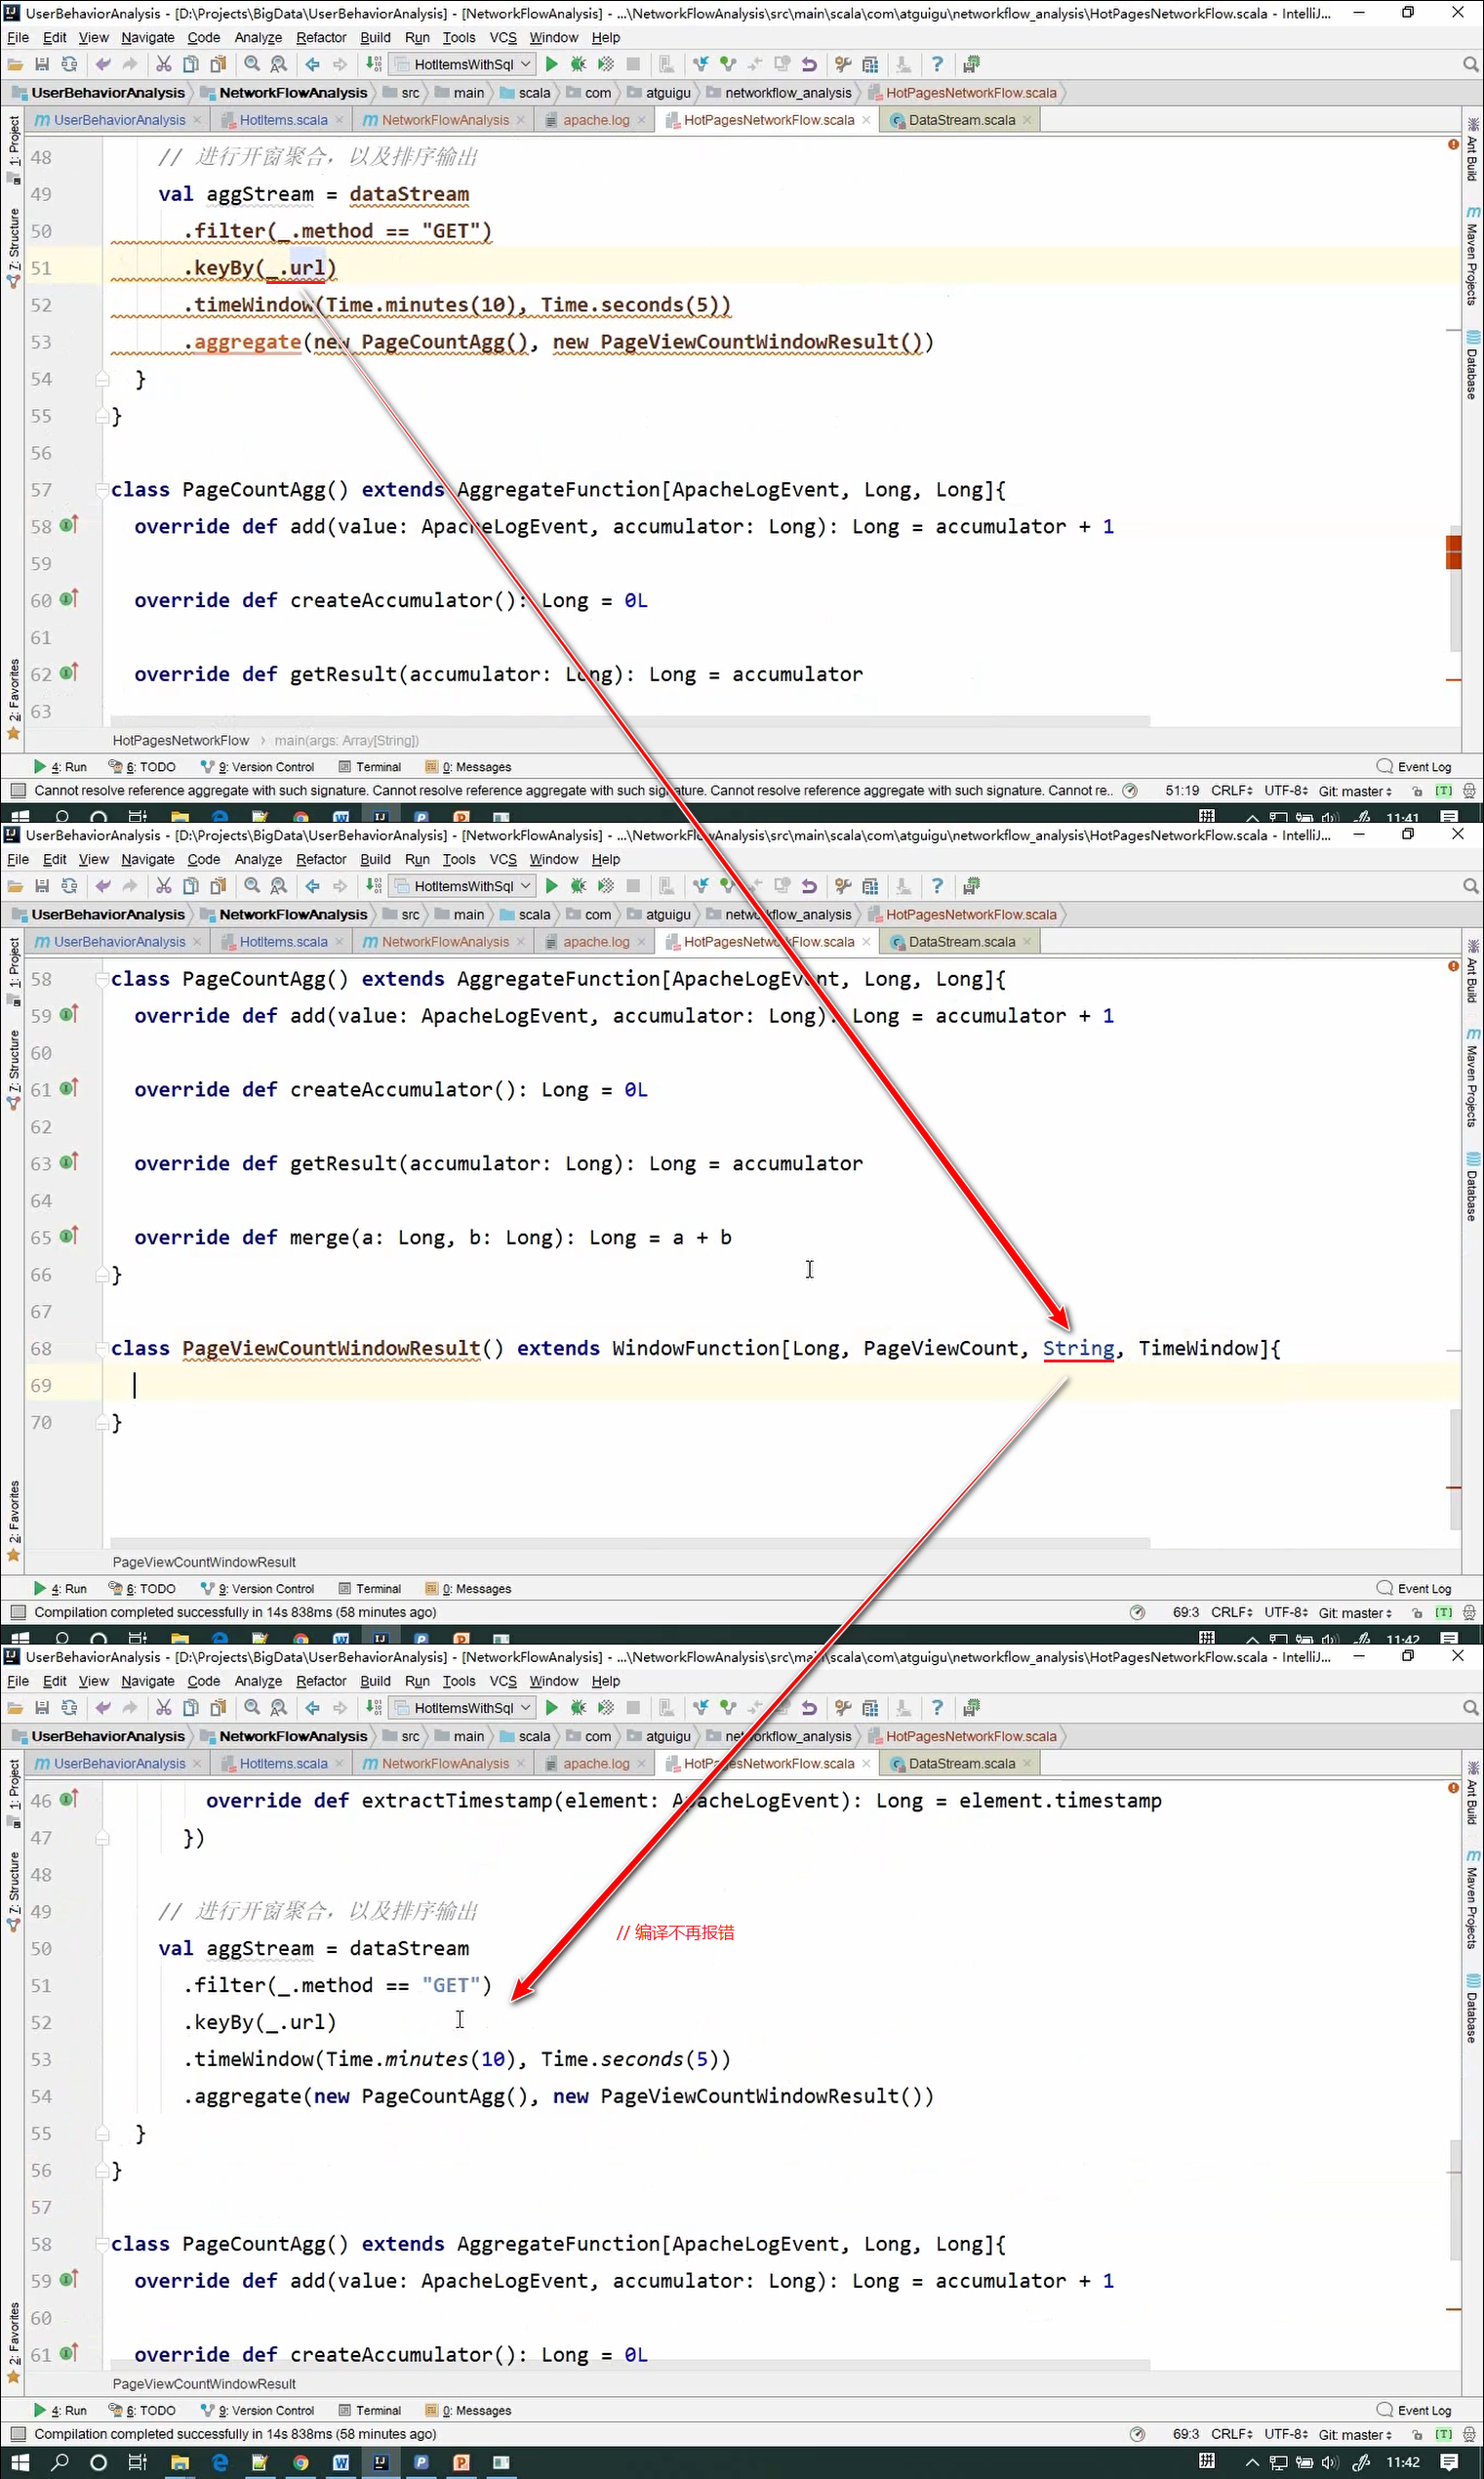 UserBehaviorAnalysis - [D:\Projects\BigData\UserBehaviorAnalysis] - [NetworkFlowAnalysis] - ...\NetworkFlowAnalysis\src\main\scala\com\atguigu\networkflow_analysis\HotPagesNetworkFlow.scala - IntelliJ...
File Edit View Navigate Code Analyze Refactor Build Run Tools VCS Window Help
HotItemsWithSql
UserBehaviorAnalysis NetworkFlowAnalysis src main scala com atguigu networkflow_analysis HotPagesNetworkFlow.scala
UserBehaviorAnalysis HotItems.scala NetworkFlowAnalysis apache.log HotPagesNetworkFlow.scala DataStream.scala
1: Project
7: Structure
2: Favorites
Ant Build
Maven Projects
Database
48 // 进行开窗聚合，以及排序输出
49 val aggStream = dataStream
50 .filter(_.method == "GET")
51 .keyBy(_.url)
52 .timeWindow(Time.minutes(10), Time.seconds(5))
53 .aggregate(new PageCountAgg(), new PageViewCountWindowResult())
54 }
55 }
56
57 class PageCountAgg() extends AggregateFunction[ApacheLogEvent, Long, Long]{
58 override def add(value: ApacheLogEvent, accumulator: Long): Long = accumulator + 1
59
60 override def createAccumulator(): Long = 0L
61
62 override def getResult(accumulator: Long): Long = accumulator
63
HotPagesNetworkFlow › main(args: Array[String])
4: Run 6: TODO 9: Version Control Terminal 0: Messages Event Log
Cannot resolve reference aggregate with such signature. Cannot resolve reference aggregate with such signature. Cannot resolve reference aggregate with such signature. Cannot re.. 51:19 CRLF UTF-8 Git: master [T]
11:41
UserBehaviorAnalysis - [D:\Projects\BigData\UserBehaviorAnalysis] - [NetworkFlowAnalysis] - ...\NetworkFlowAnalysis\src\main\scala\com\atguigu\networkflow_analysis\HotPagesNetworkFlow.scala - IntelliJ...
File Edit View Navigate Code Analyze Refactor Build Run Tools VCS Window Help
HotItemsWithSql
UserBehaviorAnalysis NetworkFlowAnalysis src main scala com atguigu networkflow_analysis HotPagesNetworkFlow.scala
UserBehaviorAnalysis HotItems.scala NetworkFlowAnalysis apache.log HotPagesNetworkFlow.scala DataStream.scala
1: Project
7: Structure
2: Favorites
Ant Build
Maven Projects
Database
58 class PageCountAgg() extends AggregateFunction[ApacheLogEvent, Long, Long]{
59 override def add(value: ApacheLogEvent, accumulator: Long): Long = accumulator + 1
60
61 override def createAccumulator(): Long = 0L
62
63 override def getResult(accumulator: Long): Long = accumulator
64
65 override def merge(a: Long, b: Long): Long = a + b
66 }
67
68 class PageViewCountWindowResult() extends WindowFunction[Long, PageViewCount, String, TimeWindow]{
69
70 }
PageViewCountWindowResult
4: Run 6: TODO 9: Version Control Terminal 0: Messages Event Log
Compilation completed successfully in 14s 838ms (58 minutes ago) 69:3 CRLF UTF-8 Git: master [T]
11:42
UserBehaviorAnalysis - [D:\Projects\BigData\UserBehaviorAnalysis] - [NetworkFlowAnalysis] - ...\NetworkFlowAnalysis\src\main\scala\com\atguigu\networkflow_analysis\HotPagesNetworkFlow.scala - IntelliJ...
File Edit View Navigate Code Analyze Refactor Build Run Tools VCS Window Help
HotItemsWithSql
UserBehaviorAnalysis NetworkFlowAnalysis src main scala com atguigu networkflow_analysis HotPagesNetworkFlow.scala
UserBehaviorAnalysis HotItems.scala NetworkFlowAnalysis apache.log HotPagesNetworkFlow.scala DataStream.scala
1: Project
7: Structure
2: Favorites
Ant Build
Maven Projects
Database
46 override def extractTimestamp(element: ApacheLogEvent): Long = element.timestamp
47 })
48
49 // 进行开窗聚合，以及排序输出
// 编译不再报错
50 val aggStream = dataStream
51 .filter(_.method == "GET")
52 .keyBy(_.url)
53 .timeWindow(Time.minutes(10), Time.seconds(5))
54 .aggregate(new PageCountAgg(), new PageViewCountWindowResult())
55 }
56 }
57
58 class PageCountAgg() extends AggregateFunction[ApacheLogEvent, Long, Long]{
59 override def add(value: ApacheLogEvent, accumulator: Long): Long = accumulator + 1
60
61 override def createAccumulator(): Long = 0L
PageViewCountWindowResult
4: Run 6: TODO 9: Version Control Terminal 0: Messages Event Log
Compilation completed successfully in 14s 838ms (58 minutes ago) 69:3 CRLF UTF-8 Git: master [T]
拼 11:42